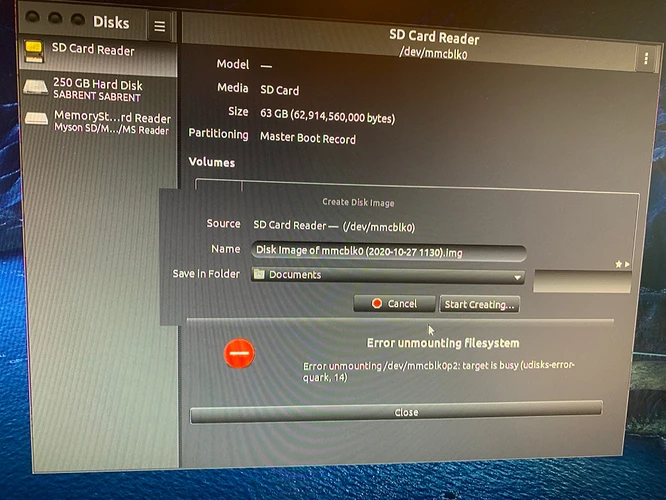 Disks
SD Card Reader
/dev/mmcblk0
SD Card Reader
250 GB Hard Disk
SABRENT SABRENT
MemorySt...rd Reader
Myson SD/M.../MS Reader
Model —
Media SD Card
Size 63 GB (62,914,560,000 bytes)
Partitioning Master Boot Record
Volumes
Create Disk Image
Source SD Card Reader— (/dev/mmcblk0)
Name Disk Image of mmcblk0 (2020-10-27 1130).img
Save in Folder Documents
Cancel Start Creating...
Error unmounting filesystem
Error unmounting /dev/mmcblk0p2: target is busy (udisks-error-
quark, 14)
Close